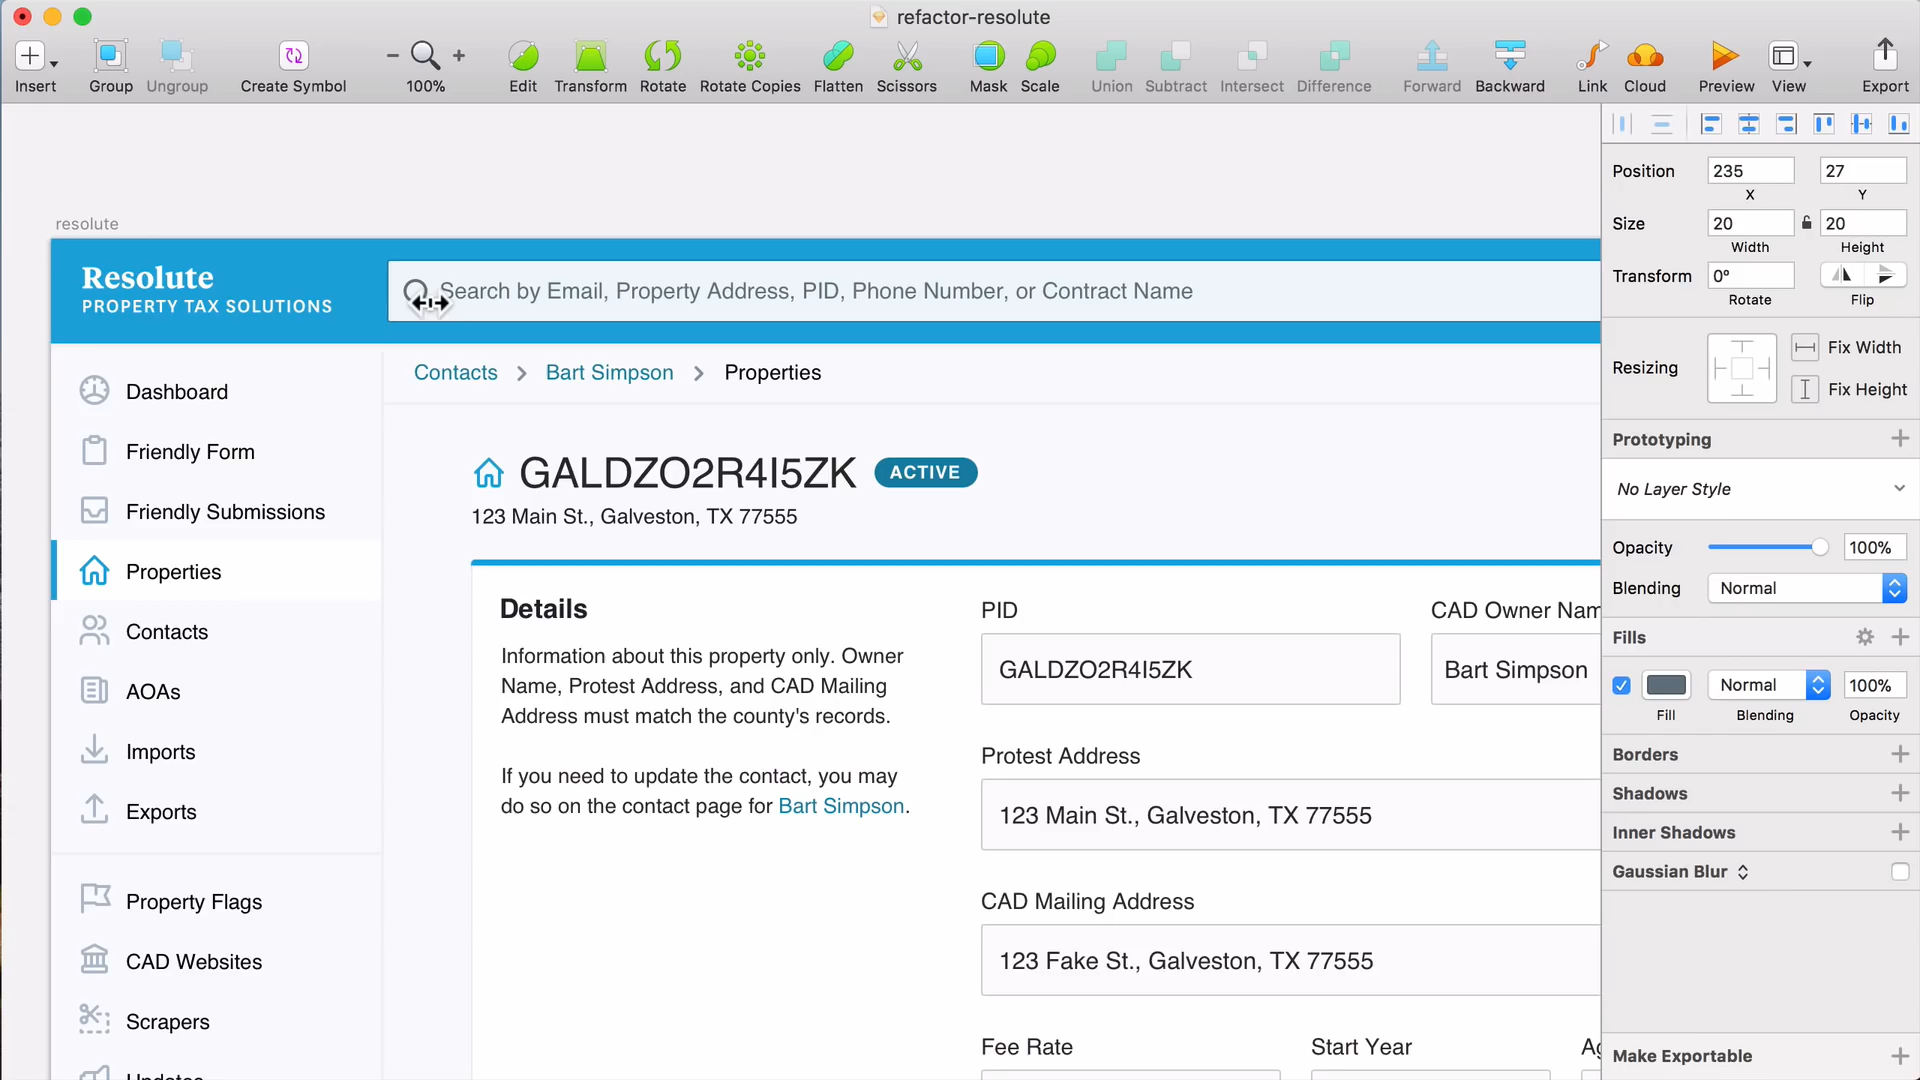 refactor-resolute
Insert
Group
Ungroup
Create Symbol
100%
Edit
Transform
Rotate
Rotate Copies
Flatten
Scissors
Mask
Scale
Union
Subtract
Intersect
Difference
Forward
Backward
Link
Cloud
Preview
View
Export
resolute
Resolute
PROPERTY TAX SOLUTIONS
Search by Email, Property Address, PID, Phone Number, or Contract Name
Dashboard
Friendly Form
Friendly Submissions
Properties
Contacts
AOAs
Imports
Exports
Property Flags
CAD Websites
Scrapers
Updates
Contacts > Bart Simpson > Properties
GALDZO2R4I5ZK ACTIVE
123 Main St., Galveston, TX 77555
Details
Information about this property only. Owner
Name, Protest Address, and CAD Mailing
Address must match the county's records.
If you need to update the contact, you may
do so on the contact page for Bart Simpson.
PID
GALDZO2R4I5ZK
CAD Owner Nam
Bart Simpson
Protest Address
123 Main St., Galveston, TX 77555
CAD Mailing Address
123 Fake St., Galveston, TX 77555
Fee Rate
Start Year
Ag
Position
235
27
X
Y
Size
20
20
Width
Height
Transform
0°
Rotate
Flip
Resizing
Fix Width
Fix Height
Prototyping
No Layer Style
Opacity
100%
Blending
Normal
Fills
Normal
100%
Fill
Blending
Opacity
Borders
Shadows
Inner Shadows
Gaussian Blur
Make Exportable